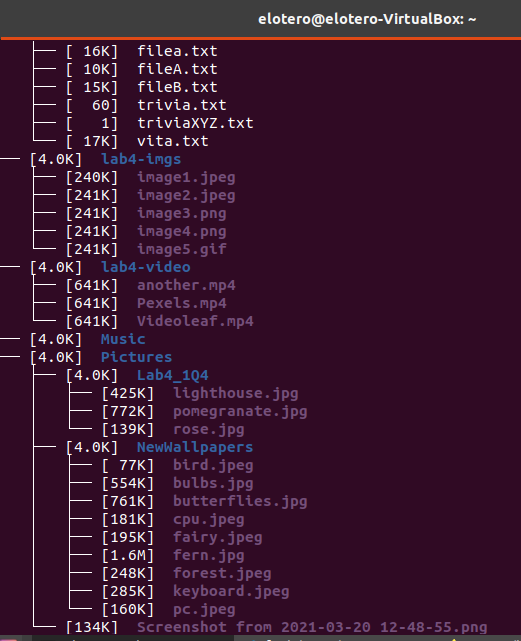 elotero@elotero-VirtualBox: ~
├── [ 16K]  filea.txt
├── [ 10K]  fileA.txt
├── [ 15K]  fileB.txt
├── [  60]  trivia.txt
├── [   1]  triviaXYZ.txt
└── [ 17K]  vita.txt
── [4.0K]  lab4-imgs
├── [240K]  image1.jpeg
├── [241K]  image2.jpeg
├── [241K]  image3.png
├── [241K]  image4.png
└── [241K]  image5.gif
── [4.0K]  lab4-video
├── [641K]  another.mp4
├── [641K]  Pexels.mp4
└── [641K]  Videoleaf.mp4
── [4.0K]  Music
── [4.0K]  Pictures
├── [4.0K]  Lab4_1Q4
│   ├── [425K]  lighthouse.jpg
│   ├── [772K]  pomegranate.jpg
│   └── [139K]  rose.jpg
├── [4.0K]  NewWallpapers
│   ├── [ 77K]  bird.jpeg
│   ├── [554K]  bulbs.jpg
│   ├── [761K]  butterflies.jpg
│   ├── [181K]  cpu.jpeg
│   ├── [195K]  fairy.jpeg
│   ├── [1.6M]  fern.jpg
│   ├── [248K]  forest.jpeg
│   ├── [285K]  keyboard.jpeg
│   └── [160K]  pc.jpeg
└── [134K]  Screenshot from 2021-03-20 12-48-55.png